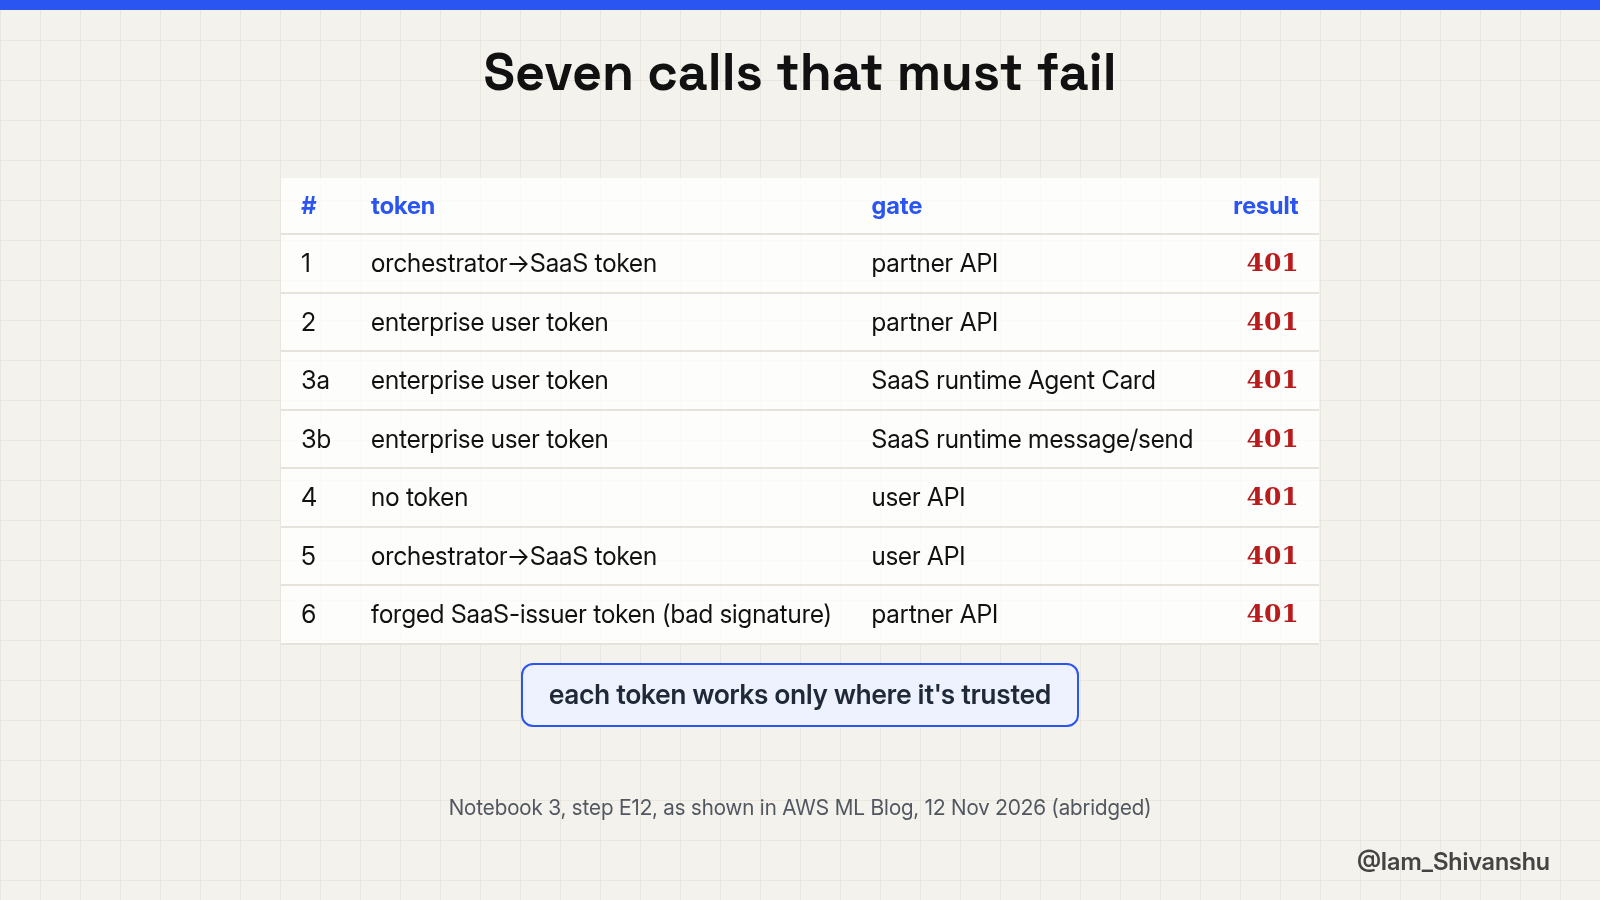 Seven calls that must fail
# token gate result
1 orchestrator→SaaS token partner API 401
2 enterprise user token partner API 401
3a enterprise user token SaaS runtime Agent Card 401
3b enterprise user token SaaS runtime message/send 401
4 no token user API 401
5 orchestrator→SaaS token user API 401
6 forged SaaS-issuer token (bad signature) partner API 401
each token works only where it's trusted
Notebook 3, step E12, as shown in AWS ML Blog, 12 Nov 2026 (abridged)
@Iam_Shivanshu